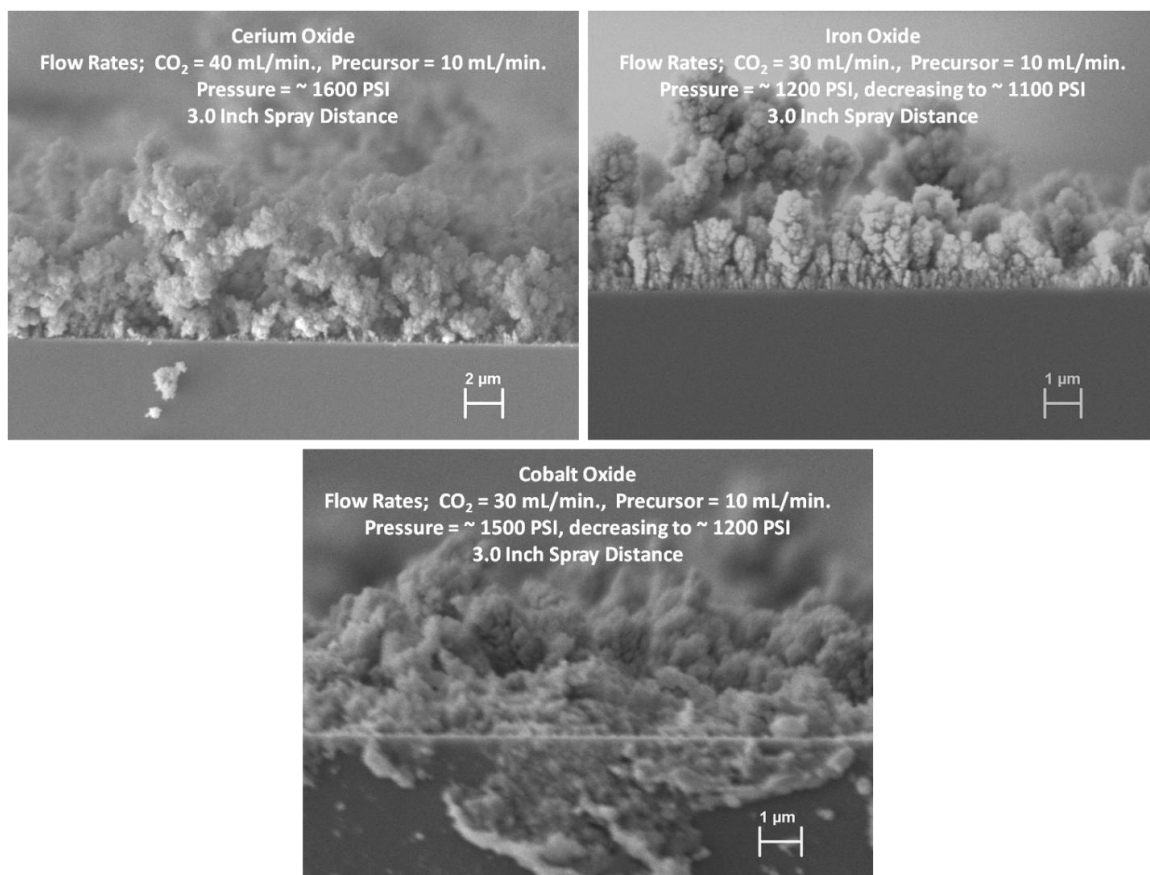 Cerium Oxide
Flow Rates; CO₂ = 40 mL/min., Precursor = 10 mL/min.
Pressure = ~ 1600 PSI
3.0 Inch Spray Distance
2 µm
Iron Oxide
Flow Rates; CO₂ = 30 mL/min., Precursor = 10 mL/min.
Pressure = ~ 1200 PSI, decreasing to ~ 1100 PSI
3.0 Inch Spray Distance
1 µm
Cobalt Oxide
Flow Rates; CO₂ = 30 mL/min., Precursor = 10 mL/min.
Pressure = ~ 1500 PSI, decreasing to ~ 1200 PSI
3.0 Inch Spray Distance
1 µm